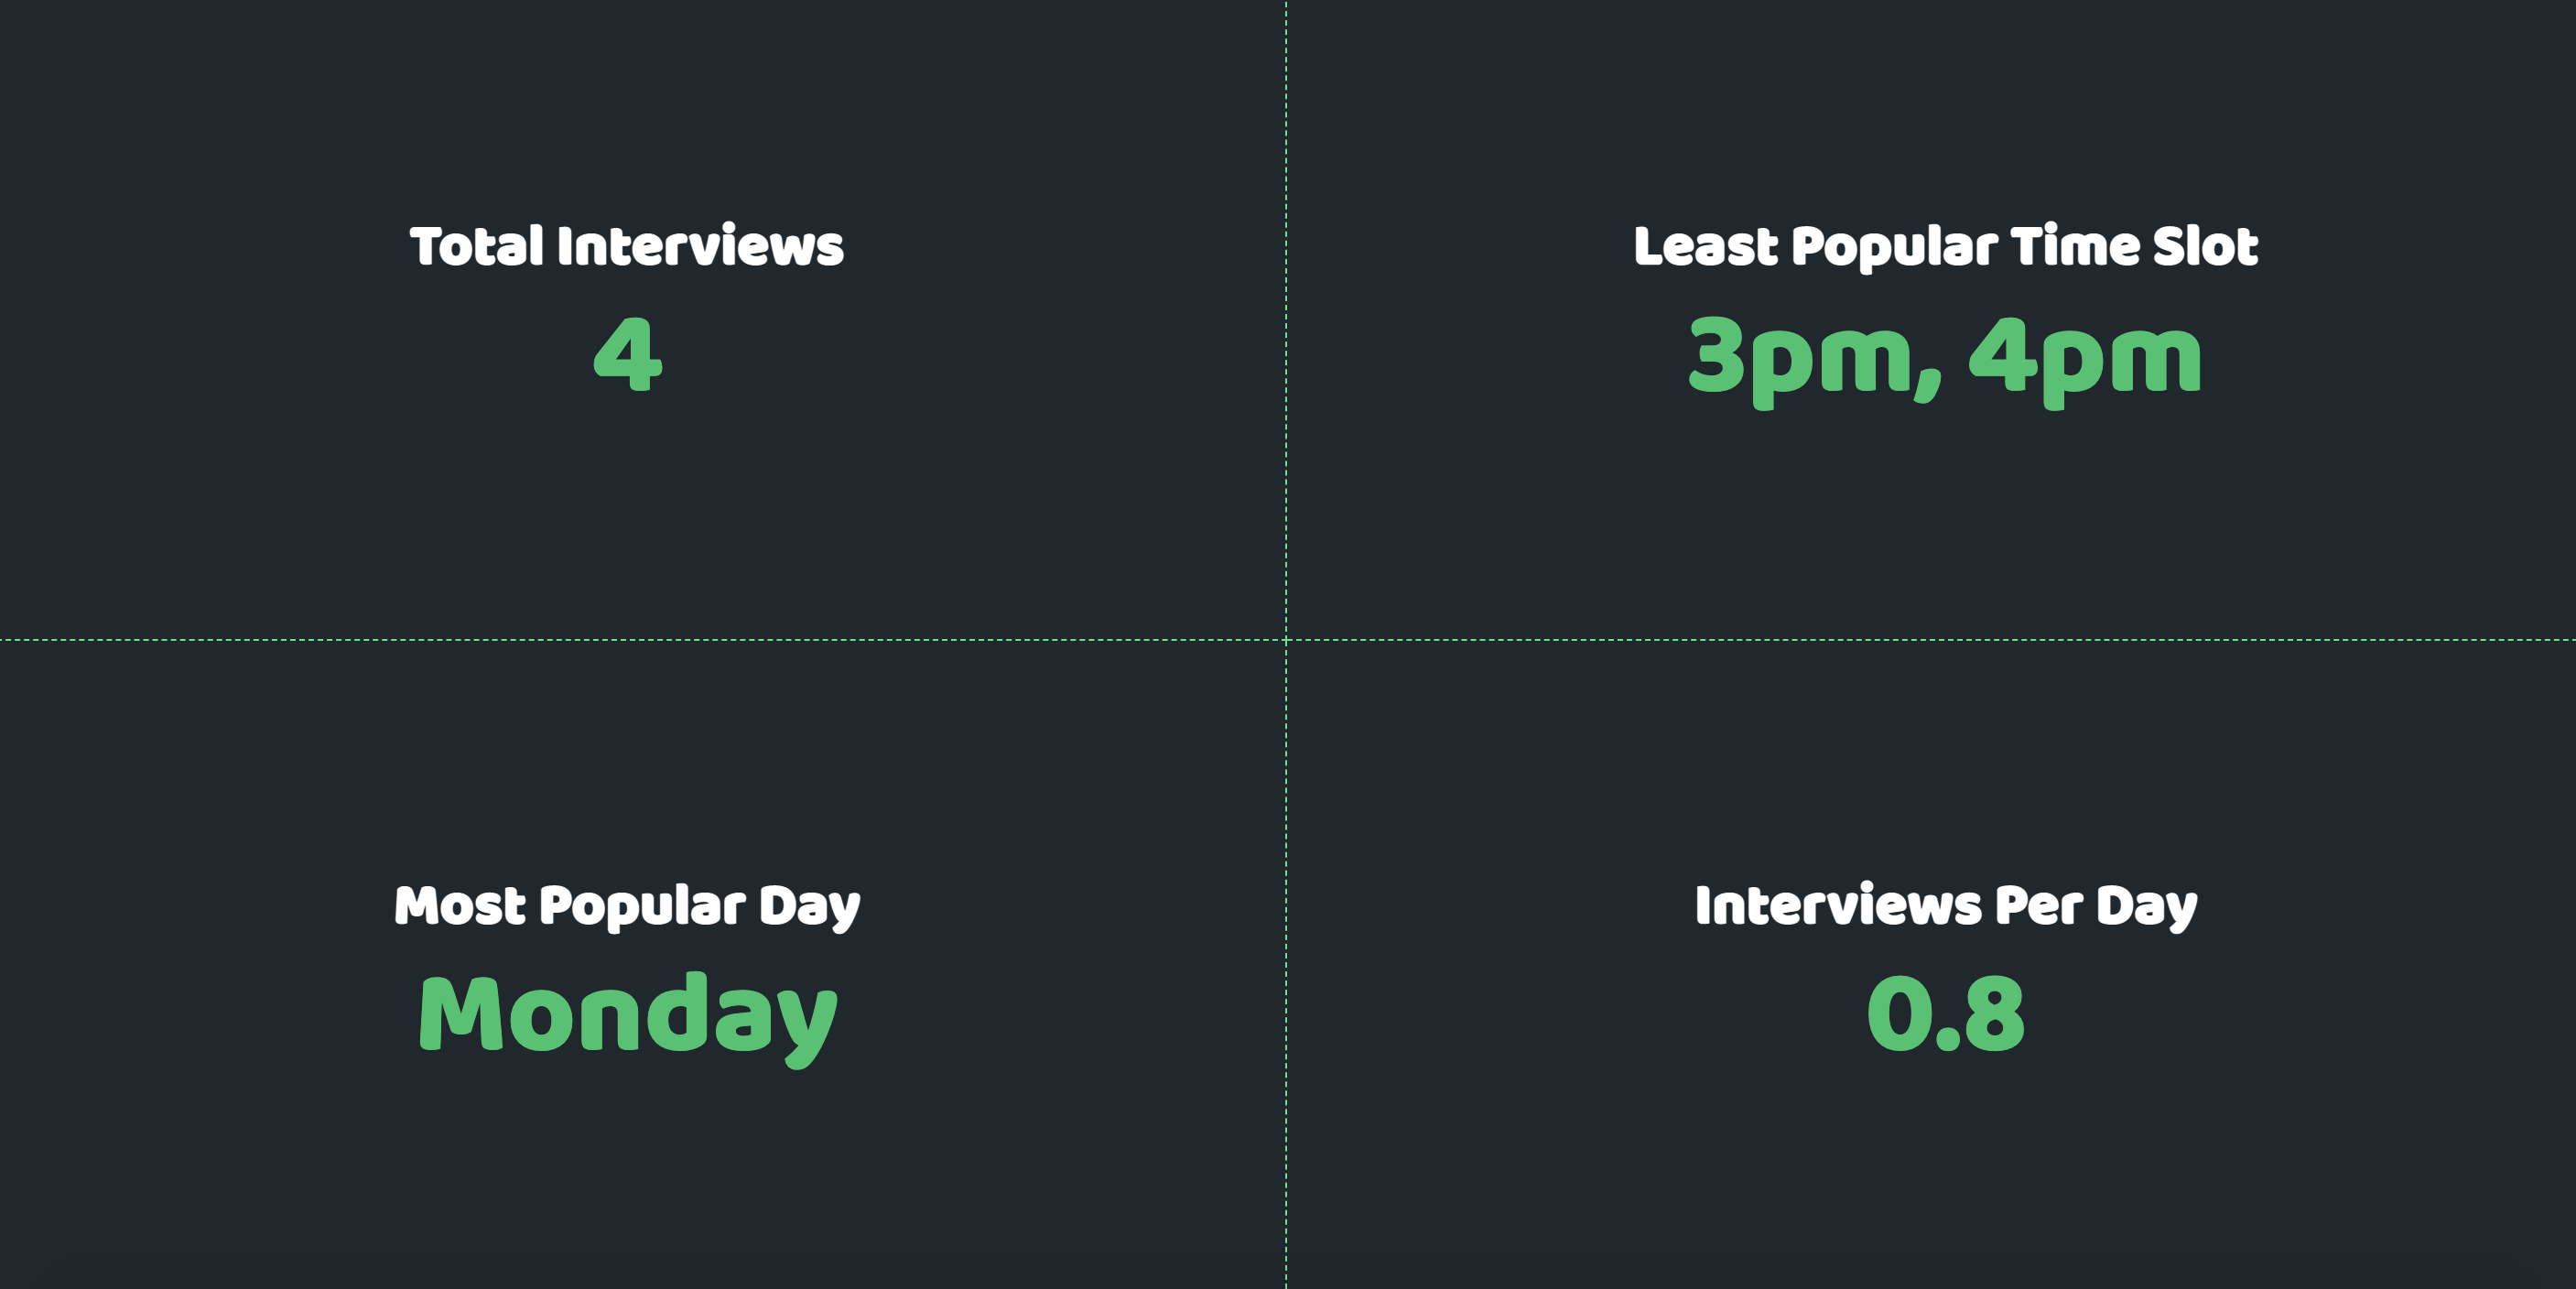 Total Interviews
4
Least Popular Time Slot
3pm, 4pm
Most Popular Day
Monday
Interviews Per Day
0.8